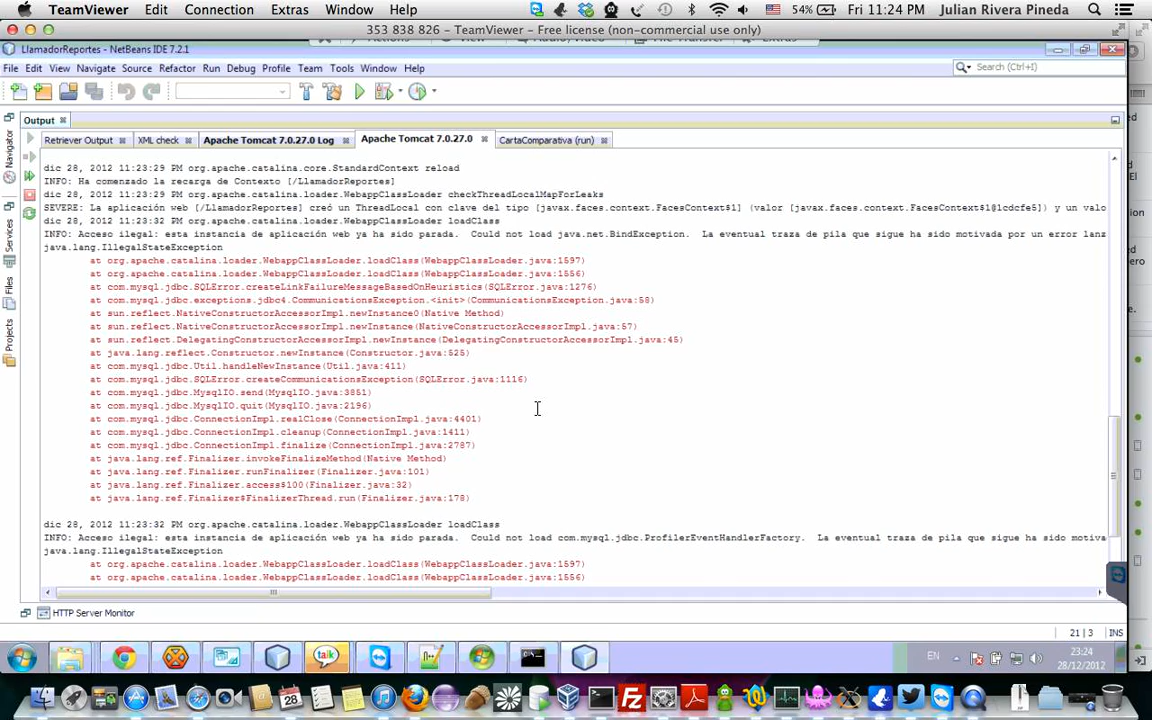 TeamViewer Exit Edit Connection Extras Window Help 54% Fri 11:24 PM Julian Rivera Pineda
353 838 826 - TeamViewer - Free license (non-commercial use only)
LlamadorReportes - NetBeans IDE 7.2.1
File Edit View Navigate Source Refactor Run Debug Profile Team Tools Window Help
Search (Ctrl+I)
Output
Retriever Output XML check Apache Tomcat 7.0.27.0 Log Apache Tomcat 7.0.27.0 CartaComparativa (run)
Navigator
Services
Files
Projects
dic 28, 2012 11:23:29 PM org.apache.catalina.core.StandardContext reload
INFO: Ha comenzado la recarga de Contexto [/LlamadorReportes]
dic 28, 2012 11:23:29 PM org.apache.catalina.loader.WebappClassLoader checkThreadLocalMapForLeaks
SEVERE: La aplicación web [/LlamadorReportes] creó un ThreadLocal con clave del tipo [javax.faces.context.FacesContext$1] (valor [javax.faces.context.FacesContext$1@1cdcfe5]) y un valo
dic 28, 2012 11:23:32 PM org.apache.catalina.loader.WebappClassLoader loadClass
INFO: Acceso ilegal: esta instancia de aplicación web ya ha sido parada. Could not load java.net.BindException. La eventual traza de pila que sigue ha sido motivada por un error lanz
java.lang.IllegalStateException
at org.apache.catalina.loader.WebappClassLoader.loadClass(WebappClassLoader.java:1597)
at org.apache.catalina.loader.WebappClassLoader.loadClass(WebappClassLoader.java:1556)
at com.mysql.jdbc.SQLError.createLinkFailureMessageBasedOnHeuristics(SQLError.java:1276)
at com.mysql.jdbc.exceptions.jdbc4.CommunicationsException.<init>(CommunicationsException.java:58)
at sun.reflect.NativeConstructorAccessorImpl.newInstance0(Native Method)
at sun.reflect.NativeConstructorAccessorImpl.newInstance(NativeConstructorAccessorImpl.java:57)
at sun.reflect.DelegatingConstructorAccessorImpl.newInstance(DelegatingConstructorAccessorImpl.java:45)
at java.lang.reflect.Constructor.newInstance(Constructor.java:525)
at com.mysql.jdbc.Util.handleNewInstance(Util.java:411)
at com.mysql.jdbc.SQLError.createCommunicationsException(SQLError.java:1116)
at com.mysql.jdbc.MysqlIO.send(MysqlIO.java:3851)
at com.mysql.jdbc.MysqlIO.quit(MysqlIO.java:2196)
at com.mysql.jdbc.ConnectionImpl.realClose(ConnectionImpl.java:4401)
at com.mysql.jdbc.ConnectionImpl.cleanup(ConnectionImpl.java:1411)
at com.mysql.jdbc.ConnectionImpl.finalize(ConnectionImpl.java:2787)
at java.lang.ref.Finalizer.invokeFinalizeMethod(Native Method)
at java.lang.ref.Finalizer.runFinalizer(Finalizer.java:101)
at java.lang.ref.Finalizer.access$100(Finalizer.java:32)
at java.lang.ref.Finalizer$FinalizerThread.run(Finalizer.java:178)
dic 28, 2012 11:23:32 PM org.apache.catalina.loader.WebappClassLoader loadClass
INFO: Acceso ilegal: esta instancia de aplicación web ya ha sido parada. Could not load com.mysql.jdbc.ProfilerEventHandlerFactory. La eventual traza de pila que sigue ha sido motiva
java.lang.IllegalStateException
at org.apache.catalina.loader.WebappClassLoader.loadClass(WebappClassLoader.java:1597)
at org.apache.catalina.loader.WebappClassLoader.loadClass(WebappClassLoader.java:1556)
HTTP Server Monitor
21 | 3 INS
talk
EN
23:24
28/12/2012